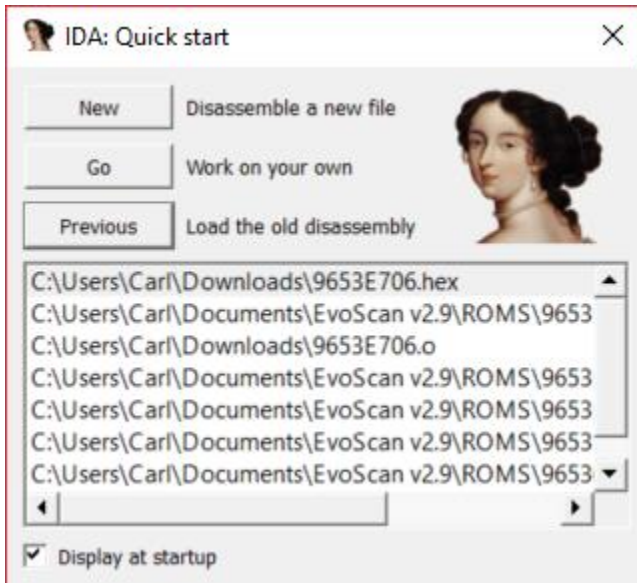 IDA: Quick start
New Disassemble a new file
Go Work on your own
Previous Load the old disassembly
C:\Users\Carl\Downloads\9653E706.hex
C:\Users\Carl\Documents\EvoScan v2.9\ROMS\9653
C:\Users\Carl\Downloads\9653E706.o
C:\Users\Carl\Documents\EvoScan v2.9\ROMS\9653
C:\Users\Carl\Documents\EvoScan v2.9\ROMS\9653
C:\Users\Carl\Documents\EvoScan v2.9\ROMS\9653
C:\Users\Carl\Documents\EvoScan v2.9\ROMS\9653
Display at startup